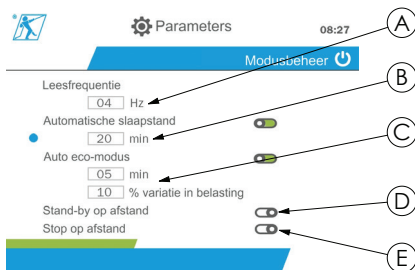 Parameters
08:27
Modusbeheer
Leesfrequentie
04 Hz
Automatische slaapstand
20 min
Auto eco-modus
05 min
10 % variatie in belasting
Stand-by op afstand
Stop op afstand
A
B
C
D
E